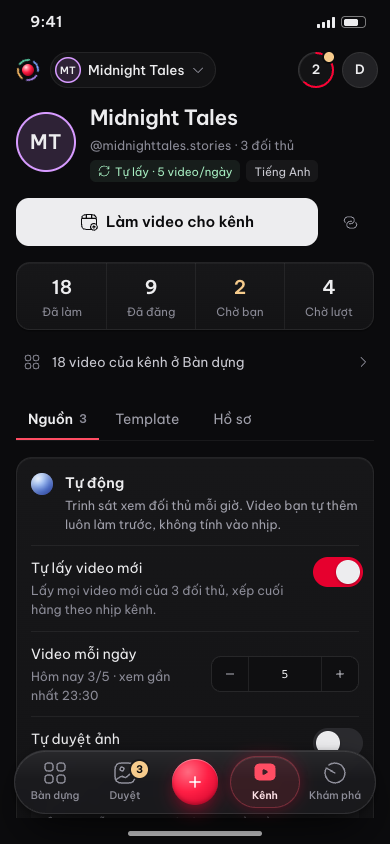 9:41
MT Midnight Tales
2
D
MT
Midnight Tales
@midnighttales.stories · 3 đối thủ
Tự lấy · 5 video/ngày
Tiếng Anh
Làm video cho kênh
18
9
2
4
Đã làm
Đã đăng
Chờ bạn
Chờ lượt
18 video của kênh ở Bàn dựng
Nguồn 3
Template
Hồ sơ
Tự động
Trinh sát xem đối thủ mỗi giờ. Video bạn tự thêm
luôn làm trước, không tính vào nhịp.
Tự lấy video mới
Lấy mọi video mới của 3 đối thủ, xếp cuối
hàng theo nhịp kênh.
Video mỗi ngày
Hôm nay 3/5 · xem gần
nhất 23:30
− 5 +
Tự duyệt ảnh
3
Bàn dựng
Duyệt
Kênh
Khám phá